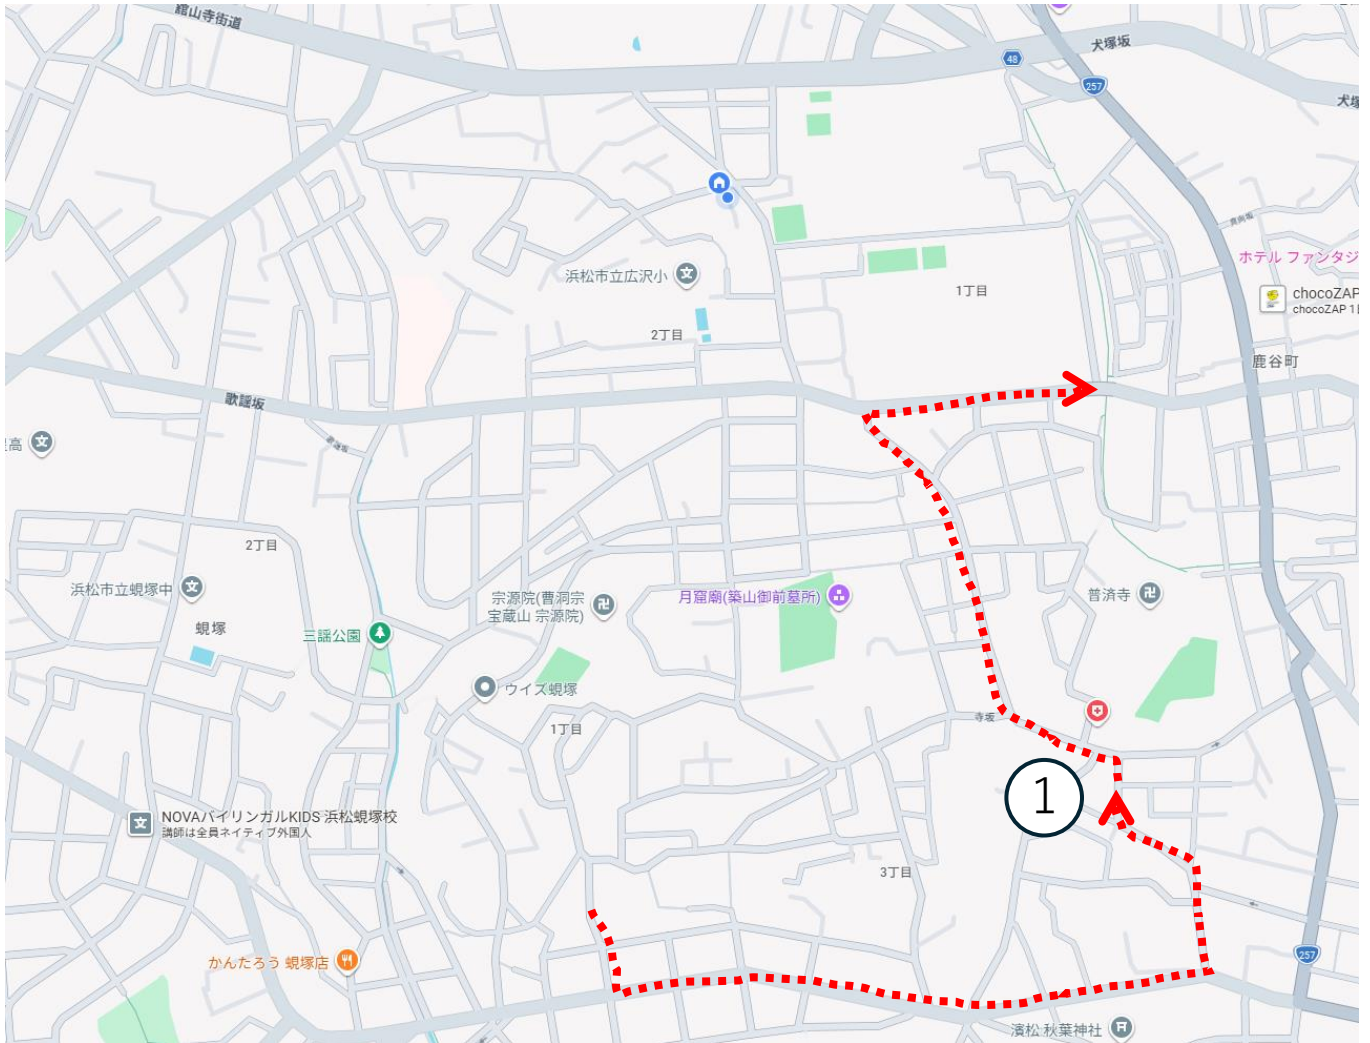 舘山寺街道
犬塚坂
48
257
鹿谷町
ホテル ファンタジ
chocoZAP
浜松市立広沢小
1丁目
2丁目
歌謡坂
高
2丁目
浜松市立蜆塚中
蜆塚
宗源院(曹洞宗
宝蔵山 宗源院)
月窟廟(築山御前墓所)
普済寺
三謡公園
ウイズ蜆塚
1丁目
寺坂
1
NOVAバイリンガルKIDS 浜松蜆塚校
講師は全員ネイティブ外国人
3丁目
かんたろう 蜆塚店
257
濱松 秋葉神社